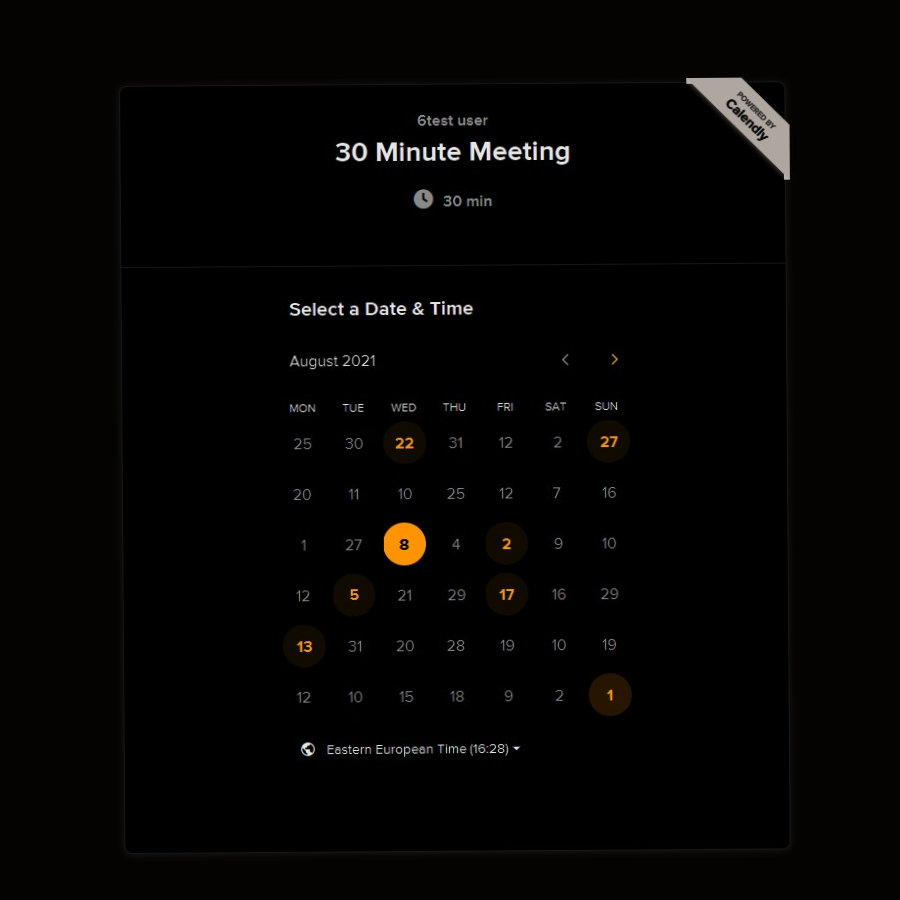 POWERED BY
Calendly
6test user
30 Minute Meeting
30 min
Select a Date & Time
August 2021
MON TUE WED THU FRI SAT SUN
25 30 22 31 12 2 27
20 11 10 25 12 7 16
1 27 8 4 2 9 10
12 5 21 29 17 16 29
13 31 20 28 19 10 19
12 10 15 18 9 2 1
Eastern European Time (16:28)